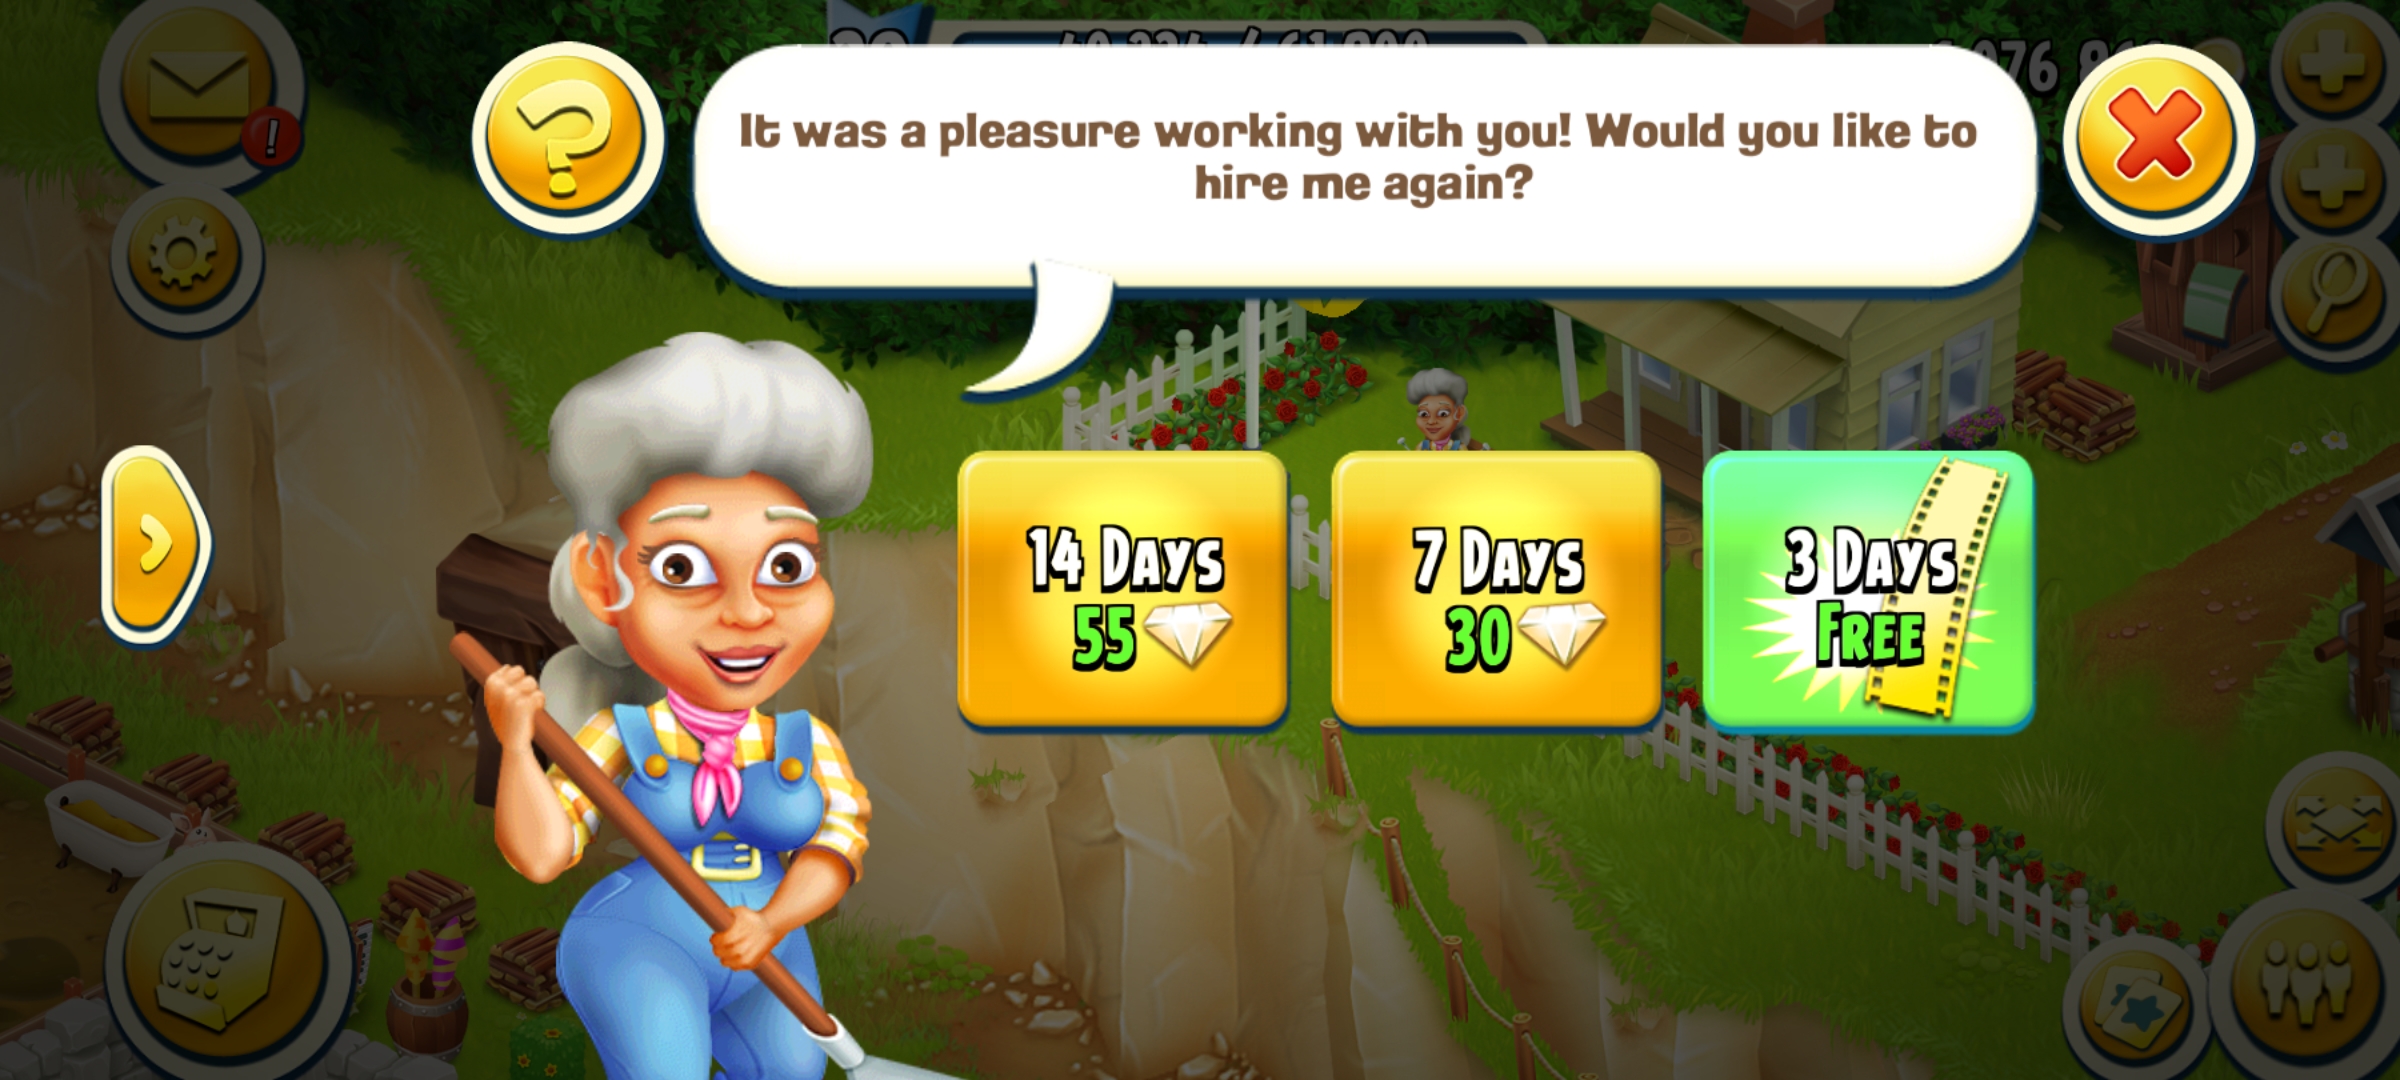 It was a pleasure working with you! Would you like to
hire me again?
14 Days
55
7 Days
30
3 Days
Free